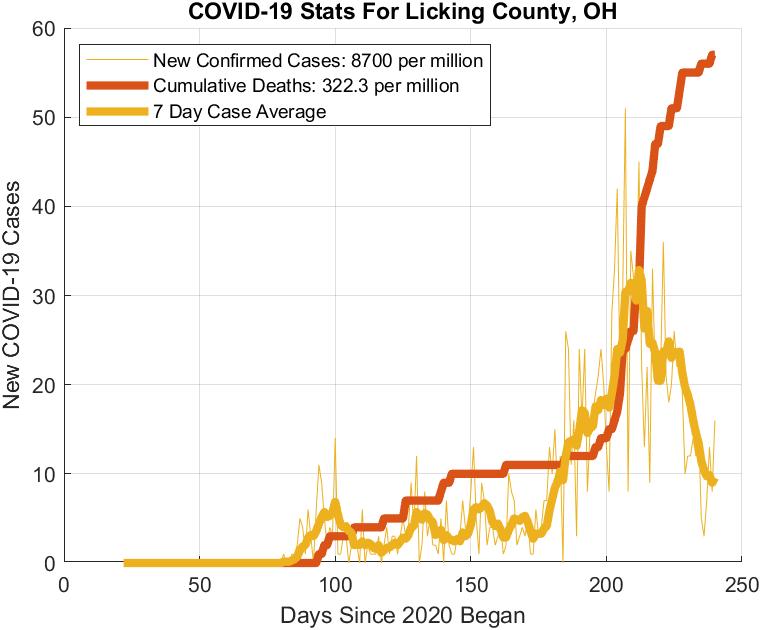 COVID-19 Stats For Licking County, OH
New Confirmed Cases: 8700 per million
Cumulative Deaths: 322.3 per million
7 Day Case Average
New COVID-19 Cases
60
50
40
30
20
10
0
0 50 100 150 200 250
Days Since 2020 Began